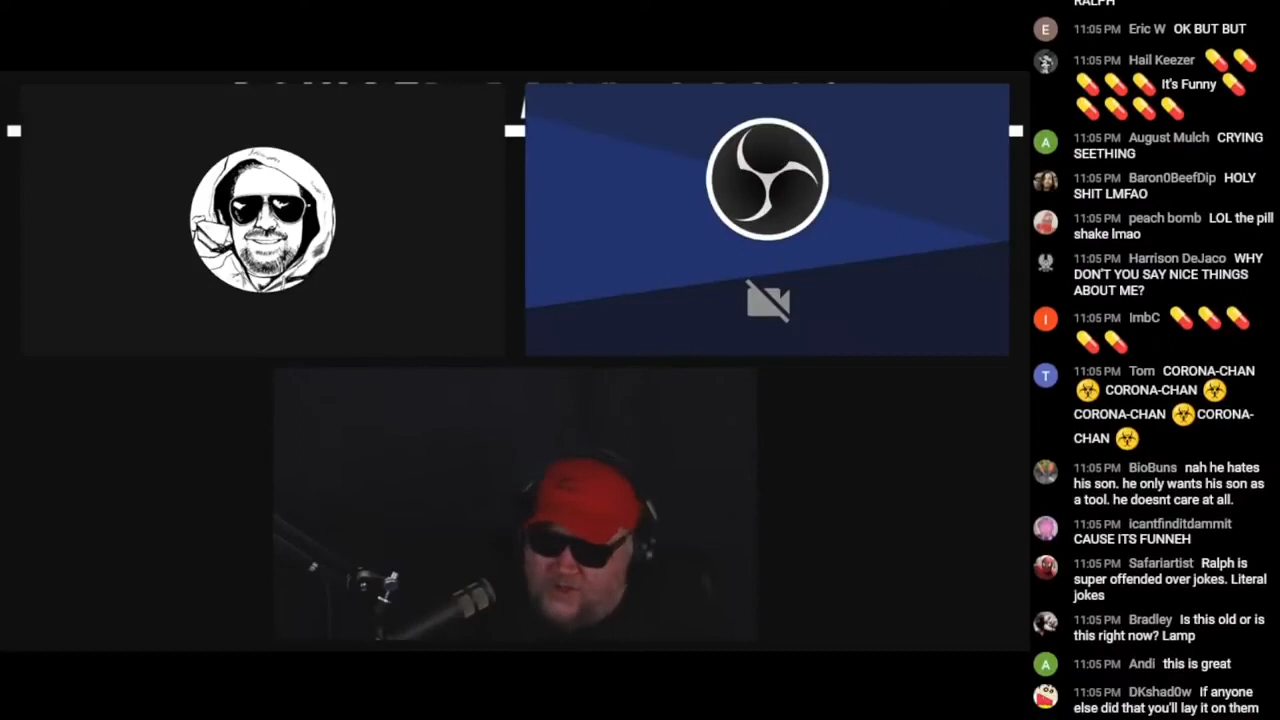 RALPH
11:05 PM Eric W OK BUT BUT
11:05 PM Hail Keezer
It's Funny
11:05 PM August Mulch CRYING
SEETHING
11:05 PM Baron0BeefDip HOLY
SHIT LMFAO
11:05 PM peach bomb LOL the pill
shake lmao
11:05 PM Harrison DeJaco WHY
DON'T YOU SAY NICE THINGS
ABOUT ME?
11:05 PM ImbC
11:05 PM Tom CORONA-CHAN
CORONA-CHAN
CORONA-CHAN CORONA-
CHAN
11:05 PM BioBuns nah he hates
his son. he only wants his son as
a tool. he doesnt care at all.
11:05 PM icantfinditdammit
CAUSE ITS FUNNEH
11:05 PM Safariartist Ralph is
super offended over jokes. Literal
jokes
11:05 PM Bradley Is this old or is
this right now? Lamp
11:05 PM Andi this is great
11:05 PM DKshad0w If anyone
else did that you'll lay it on them